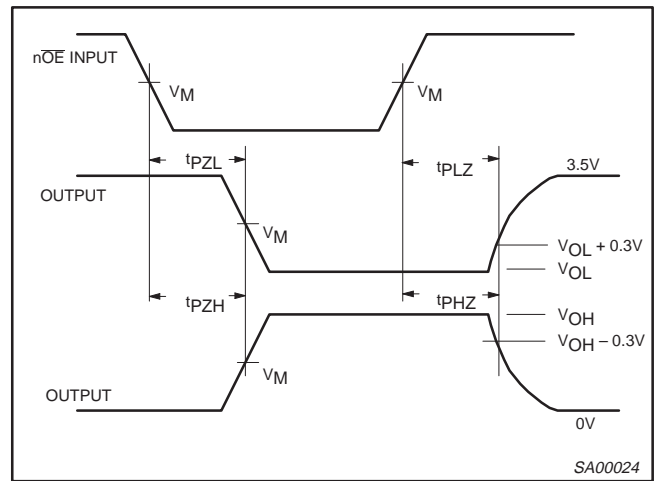 nOE INPUT
VM
VM
tPZL
tPLZ
3.5V
OUTPUT
VM
VOL + 0.3V
VOL
tPZH
tPHZ
VOH
VOH – 0.3V
VM
OUTPUT
0V
SA00024